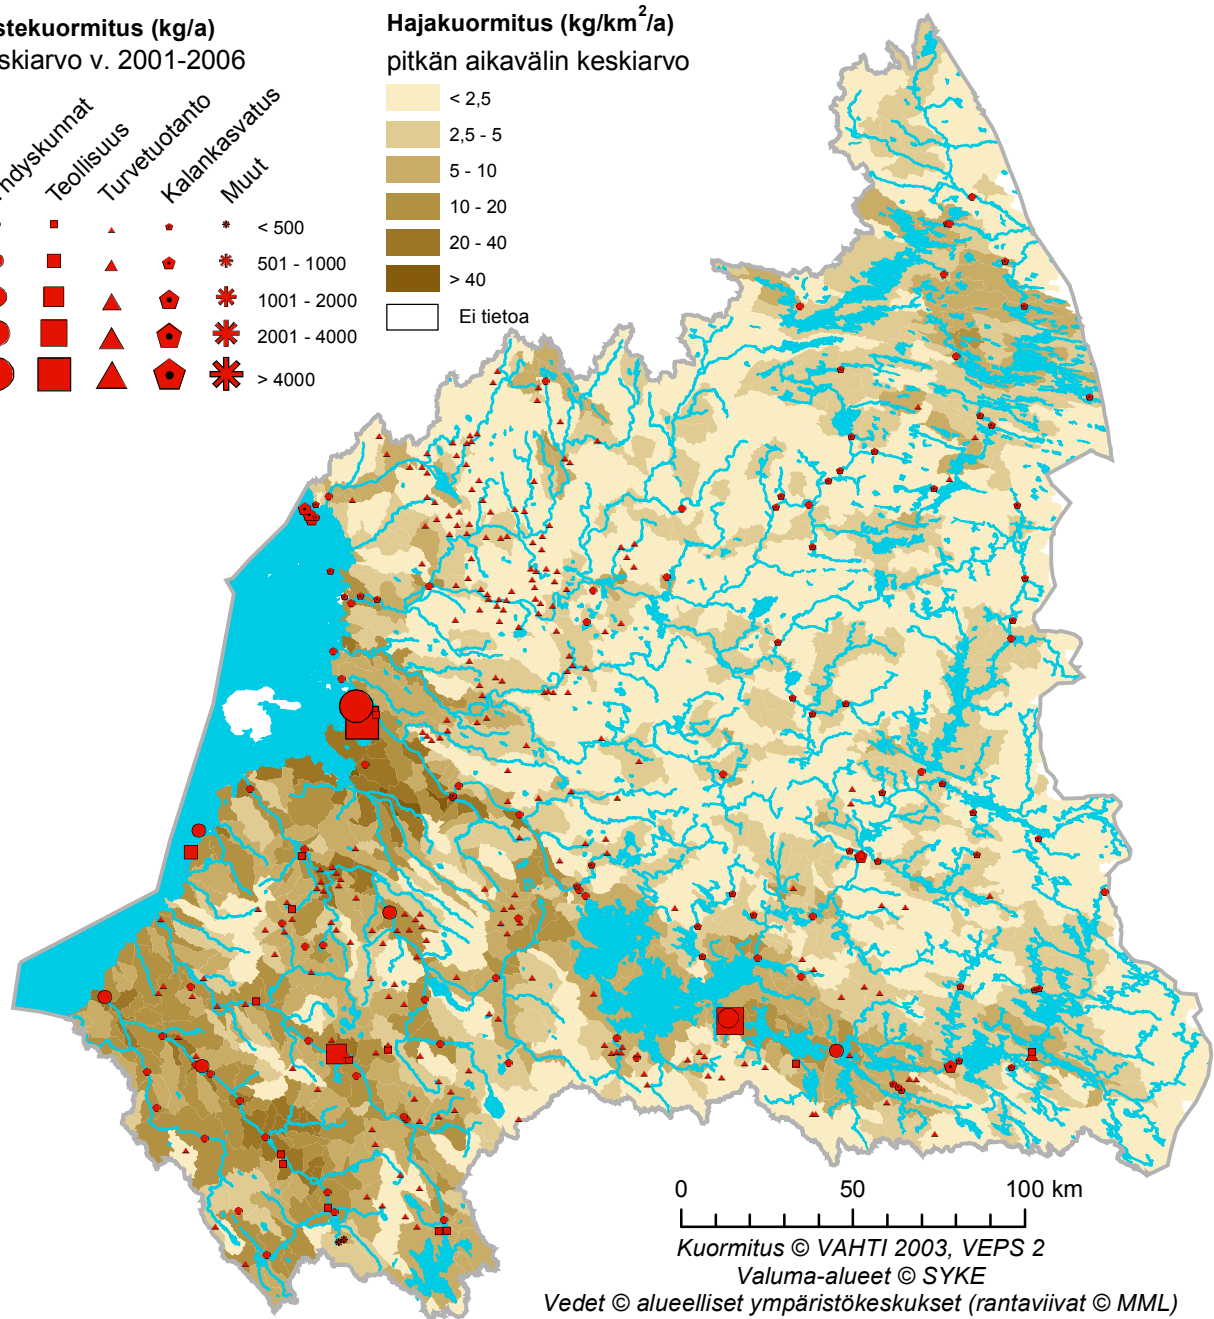 stekuormitus (kg/a)
skiarvo v. 2001-2006
hdyskunnat
Teollisuus
Turvetuotanto
Kalankasvatus
Muut
< 500
501 - 1000
1001 - 2000
2001 - 4000
> 4000
Hajakuormitus (kg/km²/a)
pitkän aikavälin keskiarvo
< 2,5
2,5 - 5
5 - 10
10 - 20
20 - 40
> 40
Ei tietoa
0 50 100 km
Kuormitus © VAHTI 2003, VEPS 2
Valuma-alueet © SYKE
Vedet © alueelliset ympäristökeskukset (rantaviivat © MML)